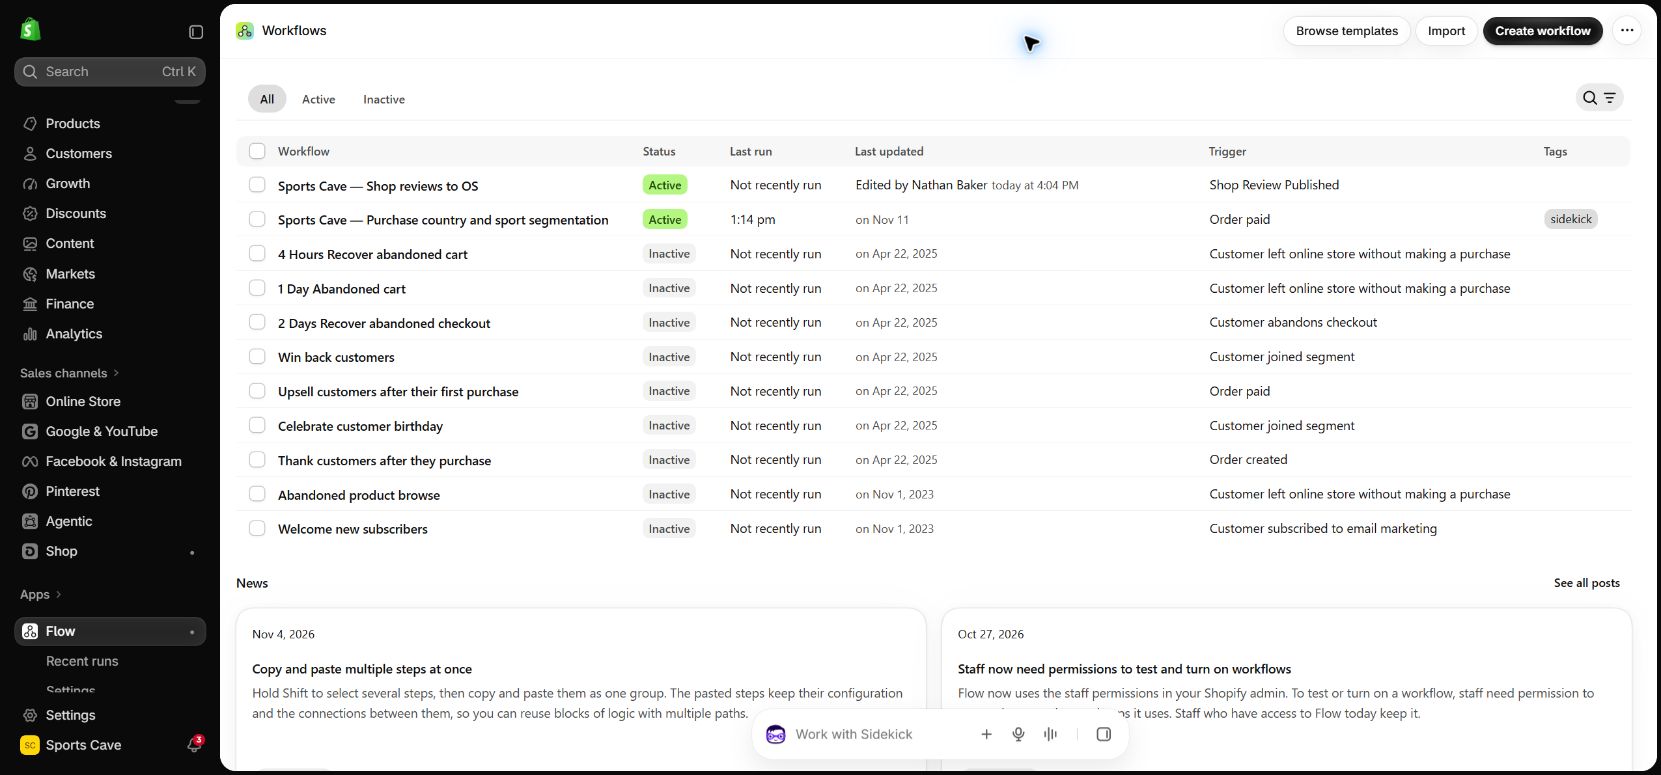 Workflows
Browse templates
Import
Create workflow
Search
Ctrl K
Products
Customers
Growth
Discounts
Content
Markets
Finance
Analytics
Sales channels
Online Store
Google & YouTube
Facebook & Instagram
Pinterest
Agentic
Shop
Apps
Flow
Recent runs
Settings
Settings
SC Sports Cave 3
All Active Inactive
Workflow Status Last run Last updated Trigger Tags
Sports Cave — Shop reviews to OS Active Not recently run Edited by Nathan Baker today at 4:04 PM Shop Review Published
Sports Cave — Purchase country and sport segmentation Active 1:14 pm on Nov 11 Order paid sidekick
4 Hours Recover abandoned cart Inactive Not recently run on Apr 22, 2025 Customer left online store without making a purchase
1 Day Abandoned cart Inactive Not recently run on Apr 22, 2025 Customer left online store without making a purchase
2 Days Recover abandoned checkout Inactive Not recently run on Apr 22, 2025 Customer abandons checkout
Win back customers Inactive Not recently run on Apr 22, 2025 Customer joined segment
Upsell customers after their first purchase Inactive Not recently run on Apr 22, 2025 Order paid
Celebrate customer birthday Inactive Not recently run on Apr 22, 2025 Customer joined segment
Thank customers after they purchase Inactive Not recently run on Apr 22, 2025 Order created
Abandoned product browse Inactive Not recently run on Nov 1, 2023 Customer left online store without making a purchase
Welcome new subscribers Inactive Not recently run on Nov 1, 2023 Customer subscribed to email marketing
News
See all posts
Nov 4, 2026
Copy and paste multiple steps at once
Hold Shift to select several steps, then copy and paste them as one group. The pasted steps keep their configuration
and the connections between them, so you can reuse blocks of logic with multiple paths.
Oct 27, 2026
Staff now need permissions to test and turn on workflows
Flow now uses the staff permissions in your Shopify admin. To test or turn on a workflow, staff need permission to
it uses. Staff who have access to Flow today keep it.
Work with Sidekick